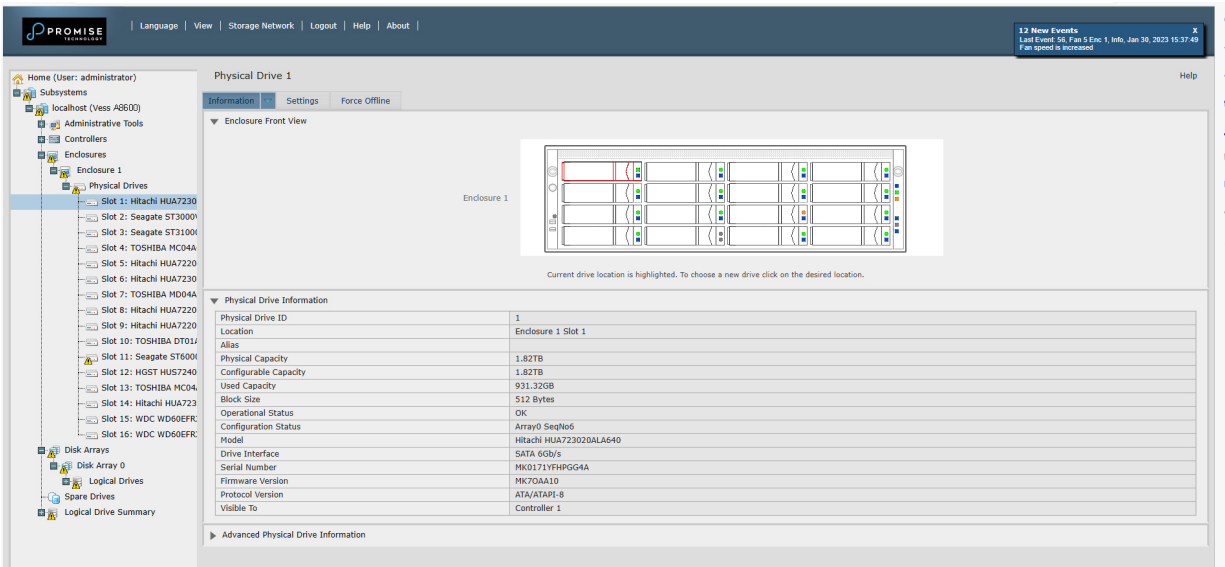 PROMISE
TECHNOLOGY
| Language | View | Storage Network | Logout | Help | About |
12 New Events X
Last Event: 56, Fan 5 Enc 1, Info, Jan 30, 2023 15:37:49
Fan speed is increased
Home (User: administrator)
Subsystems
localhost (Vess A8600)
Administrative Tools
Controllers
Enclosures
Enclosure 1
Physical Drives
Slot 1: Hitachi HUA7230
Slot 2: Seagate ST3000
Slot 3: Seagate ST3100
Slot 4: TOSHIBA MC04A
Slot 5: Hitachi HUA7220
Slot 6: Hitachi HUA7230
Slot 7: TOSHIBA MD04A
Slot 8: Hitachi HUA7220
Slot 9: Hitachi HUA7220
Slot 10: TOSHIBA DT01
Slot 11: Seagate ST600
Slot 12: HGST HUS7240
Slot 13: TOSHIBA MC04
Slot 14: Hitachi HUA723
Slot 15: WDC WD60EFR
Slot 16: WDC WD60EFR
Disk Arrays
Disk Array 0
Logical Drives
Spare Drives
Logical Drive Summary
Physical Drive 1 Help
Information Settings Force Offline
Enclosure Front View
Enclosure 1
Current drive location is highlighted. To choose a new drive click on the desired location.
Physical Drive Information
Physical Drive ID 1
Location Enclosure 1 Slot 1
Alias
Physical Capacity 1.82TB
Configurable Capacity 1.82TB
Used Capacity 931.32GB
Block Size 512 Bytes
Operational Status OK
Configuration Status Array0 SeqNo6
Model Hitachi HUA723020ALA640
Drive Interface SATA 6Gb/s
Serial Number MK0171YFHPGG4A
Firmware Version MK7OAA10
Protocol Version ATA/ATAPI-8
Visible To Controller 1
Advanced Physical Drive Information